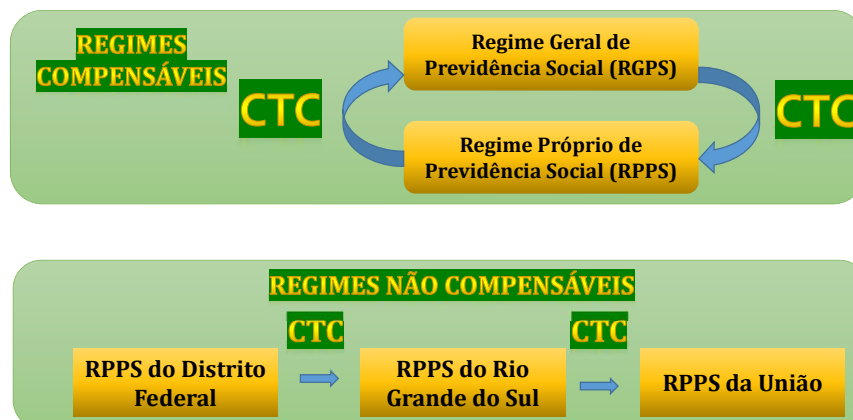 REGIMES
COMPENSÁVEIS
CTC
Regime Geral de
Previdência Social (RGPS)
CTC
Regime Próprio de
Previdência Social (RPPS)
REGIMES NÃO COMPENSÁVEIS
CTC
CTC
RPPS do Distrito
Federal
RPPS do Rio
Grande do Sul
RPPS da União